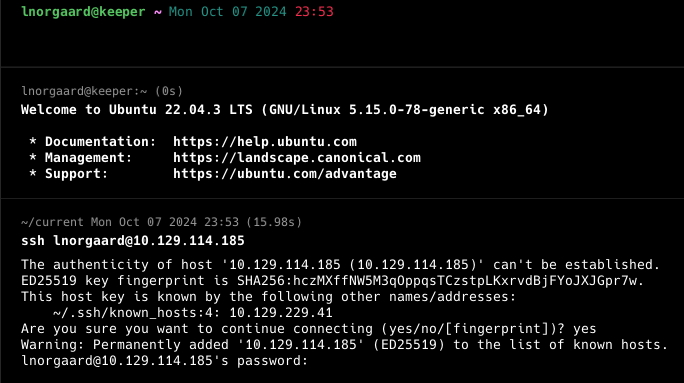 lnorgaard@keeper ~ Mon Oct 07 2024 23:53
lnorgaard@keeper:~ (0s)
Welcome to Ubuntu 22.04.3 LTS (GNU/Linux 5.15.0-78-generic x86_64)
* Documentation:  https://help.ubuntu.com
* Management:     https://landscape.canonical.com
* Support:        https://ubuntu.com/advantage
~/current Mon Oct 07 2024 23:53 (15.98s)
ssh lnorgaard@10.129.114.185
The authenticity of host '10.129.114.185 (10.129.114.185)' can't be established.
ED25519 key fingerprint is SHA256:hczMXffNW5M3qOppqsTCzstpLKxrvdBjFYoJXJGpr7w.
This host key is known by the following other names/addresses:
    ~/.ssh/known_hosts:4: 10.129.229.41
Are you sure you want to continue connecting (yes/no/[fingerprint])? yes
Warning: Permanently added '10.129.114.185' (ED25519) to the list of known hosts.
lnorgaard@10.129.114.185's password: